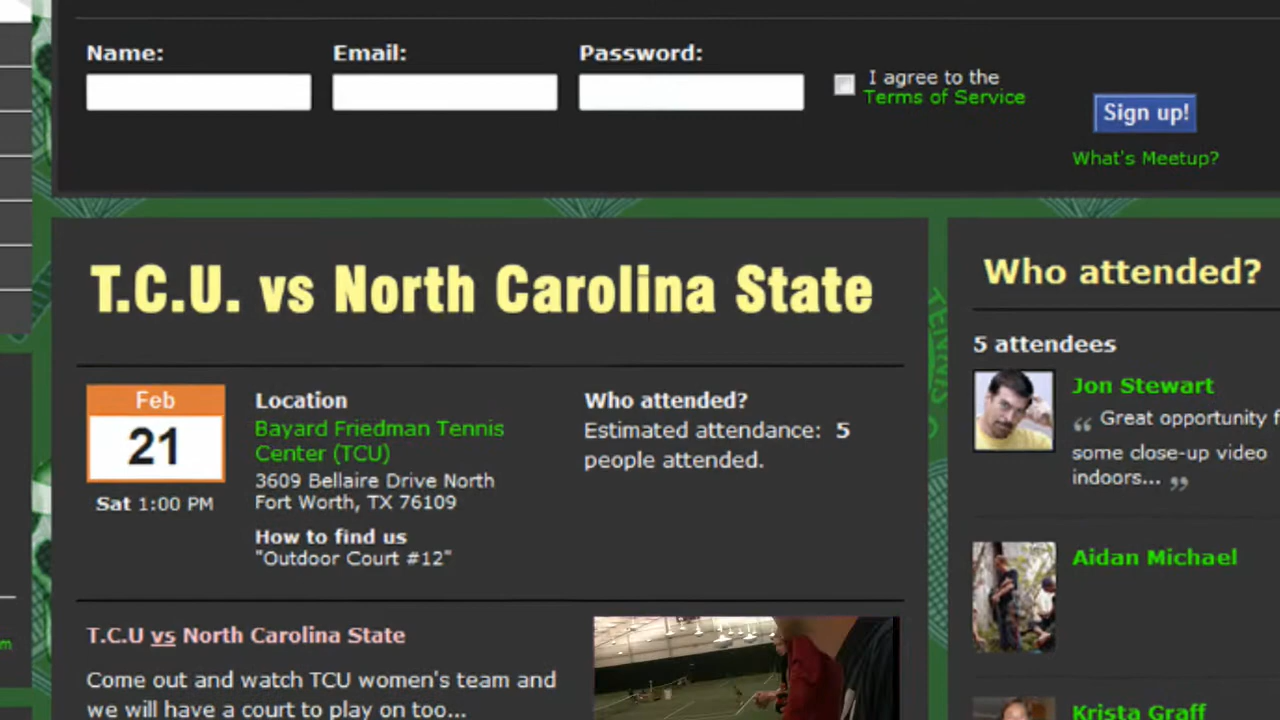 Name:
Email:
Password:
I agree to the
Terms of Service
Sign up!
What's Meetup?
T.C.U. vs North Carolina State
Feb
21
Sat 1:00 PM
Location
Bayard Friedman Tennis
Center (TCU)
3609 Bellaire Drive North
Fort Worth, TX 76109
How to find us
"Outdoor Court #12"
Who attended?
Estimated attendance: 5
people attended.
T.C.U vs North Carolina State
Come out and watch TCU women's team and
we will have a court to play on too...
Who attended?
5 attendees
Jon Stewart
“ Great opportunity f
some close-up video
indoors... ”
Aidan Michael
Krista Graff